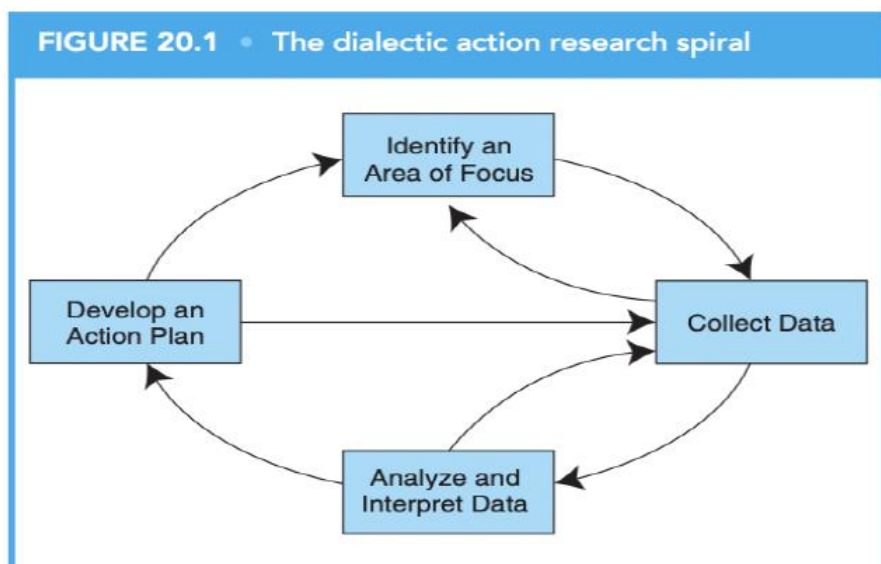 FIGURE 20.1 • The dialectic action research spiral
Identify an
Area of Focus
Develop an
Action Plan
Collect Data
Analyze and
Interpret Data